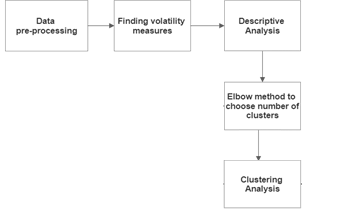 Data
pre-processing
Finding volatility
measures
Descriptive
Analysis
Elbow method to
choose number of
clusters
Clustering
Analysis